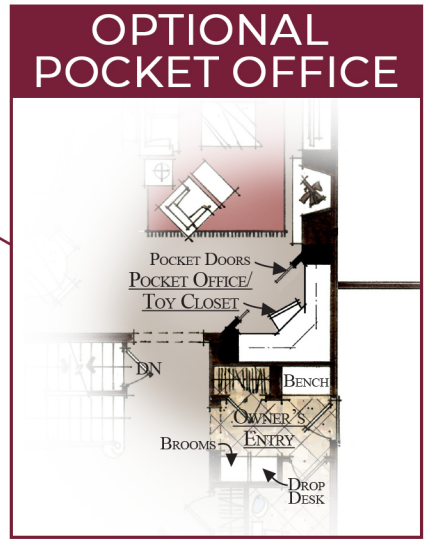 OPTIONAL
POCKET OFFICE
POCKET DOORS
POCKET OFFICE/
TOY CLOSET
DN
BENCH
OWNER'S
ENTRY
BROOMS
DROP
DESK